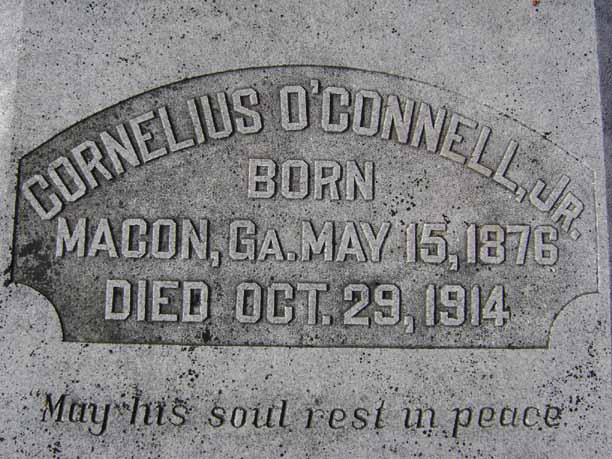 CORNELIUS O'CONNELL, JR.
BORN
MACON, GA. MAY 15, 1876
DIED OCT. 29, 1914
"May his soul rest in peace"